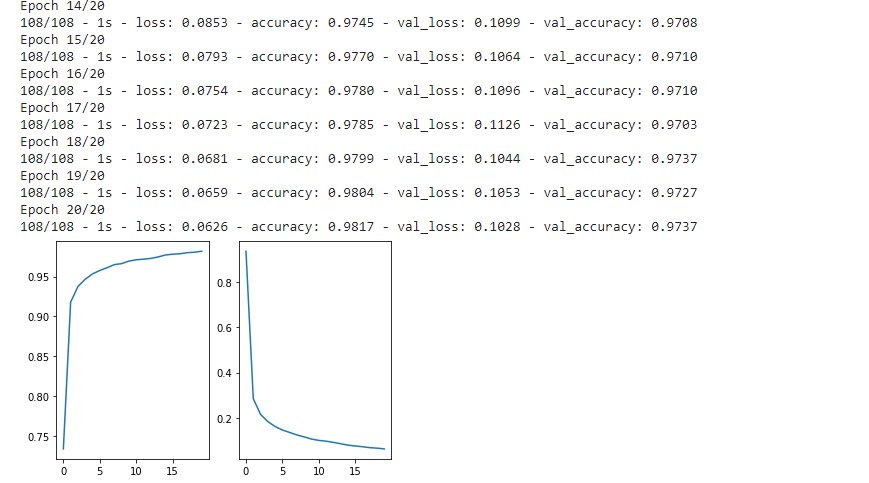 Epoch 14/20
108/108 - 1s - loss: 0.0853 - accuracy: 0.9745 - val_loss: 0.1099 - val_accuracy: 0.9708
Epoch 15/20
108/108 - 1s - loss: 0.0793 - accuracy: 0.9770 - val_loss: 0.1064 - val_accuracy: 0.9710
Epoch 16/20
108/108 - 1s - loss: 0.0754 - accuracy: 0.9780 - val_loss: 0.1096 - val_accuracy: 0.9710
Epoch 17/20
108/108 - 1s - loss: 0.0723 - accuracy: 0.9785 - val_loss: 0.1126 - val_accuracy: 0.9703
Epoch 18/20
108/108 - 1s - loss: 0.0681 - accuracy: 0.9799 - val_loss: 0.1044 - val_accuracy: 0.9737
Epoch 19/20
108/108 - 1s - loss: 0.0659 - accuracy: 0.9804 - val_loss: 0.1053 - val_accuracy: 0.9727
Epoch 20/20
108/108 - 1s - loss: 0.0626 - accuracy: 0.9817 - val_loss: 0.1028 - val_accuracy: 0.9737
0.95
0.90
0.85
0.80
0.75
0 5 10 15
0.8
0.6
0.4
0.2
0 5 10 15